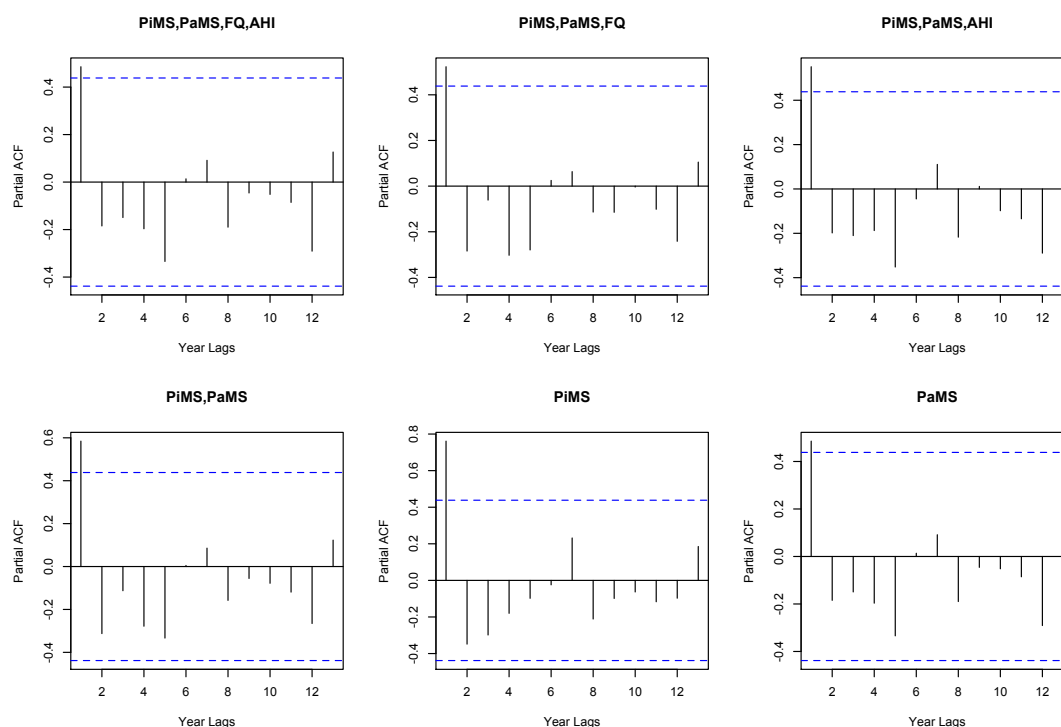 PiMS,PaMS,FQ,AHI
Partial ACF
0.4
0.2
0.0
-0.2
-0.4
2 4 6 8 10 12
Year Lags
PiMS,PaMS,FQ
Partial ACF
0.4
0.2
0.0
-0.2
-0.4
2 4 6 8 10 12
Year Lags
PiMS,PaMS,AHI
Partial ACF
0.4
0.2
0.0
-0.2
-0.4
2 4 6 8 10 12
Year Lags
PiMS,PaMS
Partial ACF
0.6
0.4
0.2
0.0
-0.2
-0.4
2 4 6 8 10 12
Year Lags
PiMS
Partial ACF
0.8
0.6
0.4
0.2
0.0
-0.2
-0.4
2 4 6 8 10 12
Year Lags
PaMS
Partial ACF
0.4
0.2
0.0
-0.2
-0.4
2 4 6 8 10 12
Year Lags